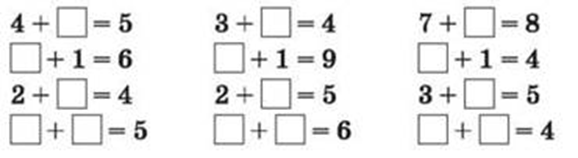 4 + □ = 5
□ + 1 = 6
2 + □ = 4
□ + □ = 5
3 + □ = 4
□ + 1 = 9
2 + □ = 5
□ + □ = 6
7 + □ = 8
□ + 1 = 4
3 + □ = 5
□ + □ = 4